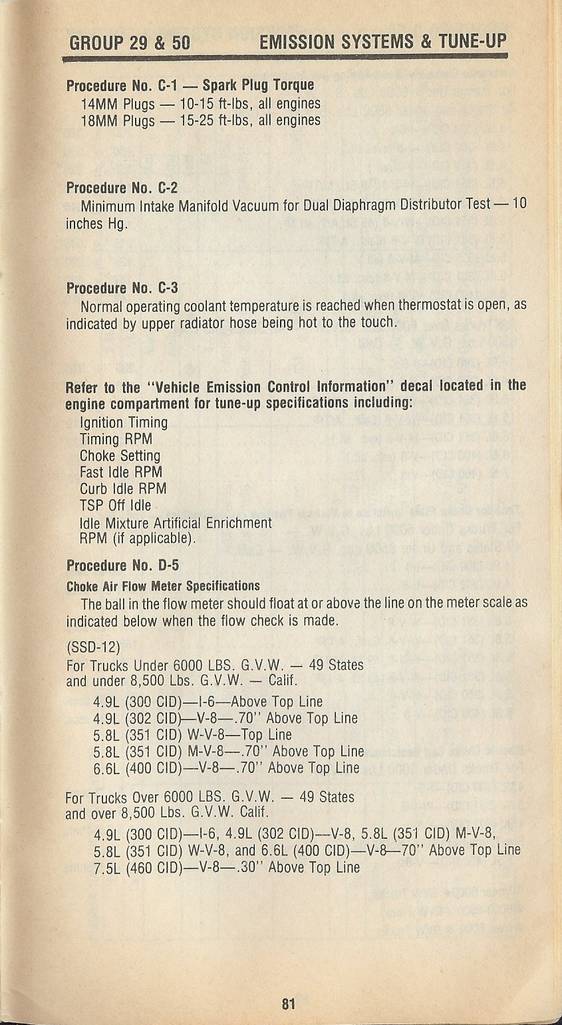 GROUP 29 & 50 EMISSION SYSTEMS & TUNE-UP
Procedure No. C-1 — Spark Plug Torque
14MM Plugs — 10-15 ft-lbs, all engines
18MM Plugs — 15-25 ft-lbs, all engines
Procedure No. C-2
Minimum Intake Manifold Vacuum for Dual Diaphragm Distributor Test — 10
inches Hg.
Procedure No. C-3
Normal operating coolant temperature is reached when thermostat is open, as
indicated by upper radiator hose being hot to the touch.
Refer to the "Vehicle Emission Control Information" decal located in the
engine compartment for tune-up specifications including:
Ignition Timing
Timing RPM
Choke Setting
Fast Idle RPM
Curb Idle RPM
TSP Off Idle
Idle Mixture Artificial Enrichment
RPM (if applicable).
Procedure No. D-5
Choke Air Flow Meter Specifications
The ball in the flow meter should float at or above the line on the meter scale as
indicated below when the flow check is made.
(SSD-12)
For Trucks Under 6000 LBS. G.V.W. — 49 States
and under 8,500 Lbs. G.V.W. — Calif.
4.9L (300 CID)—I-6—Above Top Line
4.9L (302 CID)—V-8—.70" Above Top Line
5.8L (351 CID) W-V-8—Top Line
5.8L (351 CID) M-V-8—.70" Above Top Line
6.6L (400 CID)—V-8—.70" Above Top Line
For Trucks Over 6000 LBS. G.V.W. — 49 States
and over 8,500 Lbs. G.V.W. Calif.
4.9L (300 CID)—I-6, 4.9L (302 CID)—V-8, 5.8L (351 CID) M-V-8,
5.8L (351 CID) W-V-8, and 6.6L (400 CID)—V-8—70" Above Top Line
7.5L (460 CID)—V-8—.30" Above Top Line
81